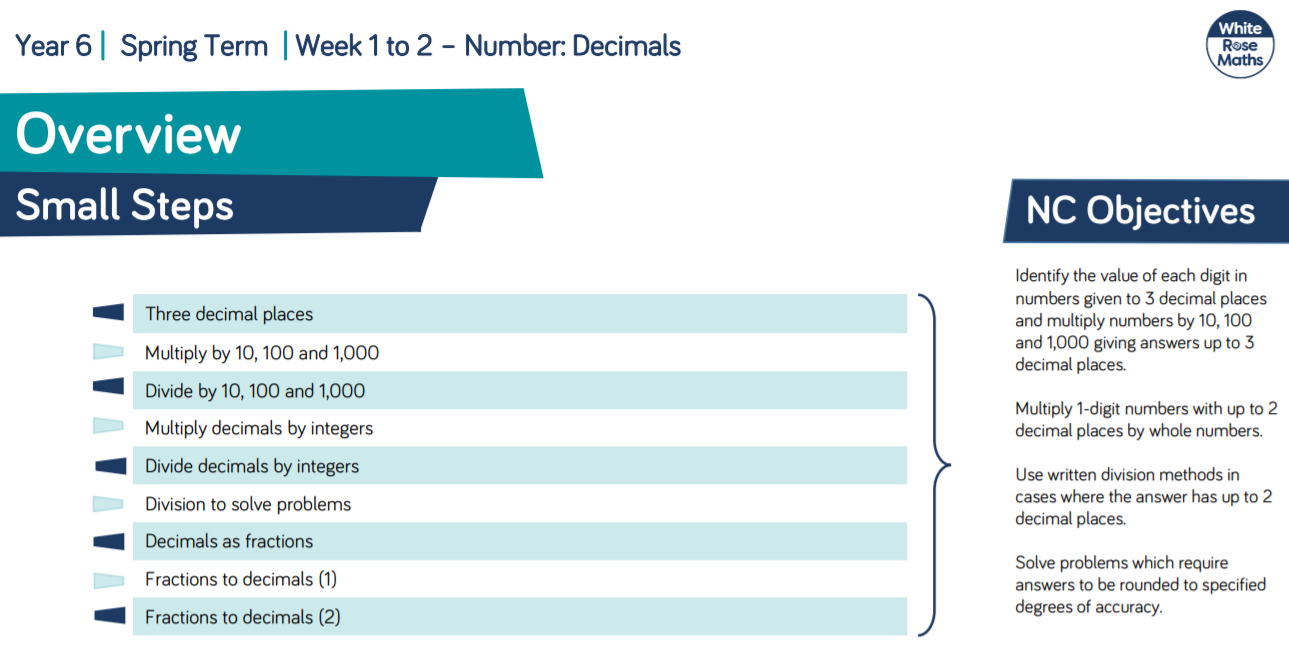 Year 6 | Spring Term | Week 1 to 2 – Number: Decimals
White
Rose
Maths
Overview
Small Steps
NC Objectives
Three decimal places
Multiply by 10, 100 and 1,000
Divide by 10, 100 and 1,000
Multiply decimals by integers
Divide decimals by integers
Division to solve problems
Decimals as fractions
Fractions to decimals (1)
Fractions to decimals (2)
Identify the value of each digit in
numbers given to 3 decimal places
and multiply numbers by 10, 100
and 1,000 giving answers up to 3
decimal places.
Multiply 1-digit numbers with up to 2
decimal places by whole numbers.
Use written division methods in
cases where the answer has up to 2
decimal places.
Solve problems which require
answers to be rounded to specified
degrees of accuracy.